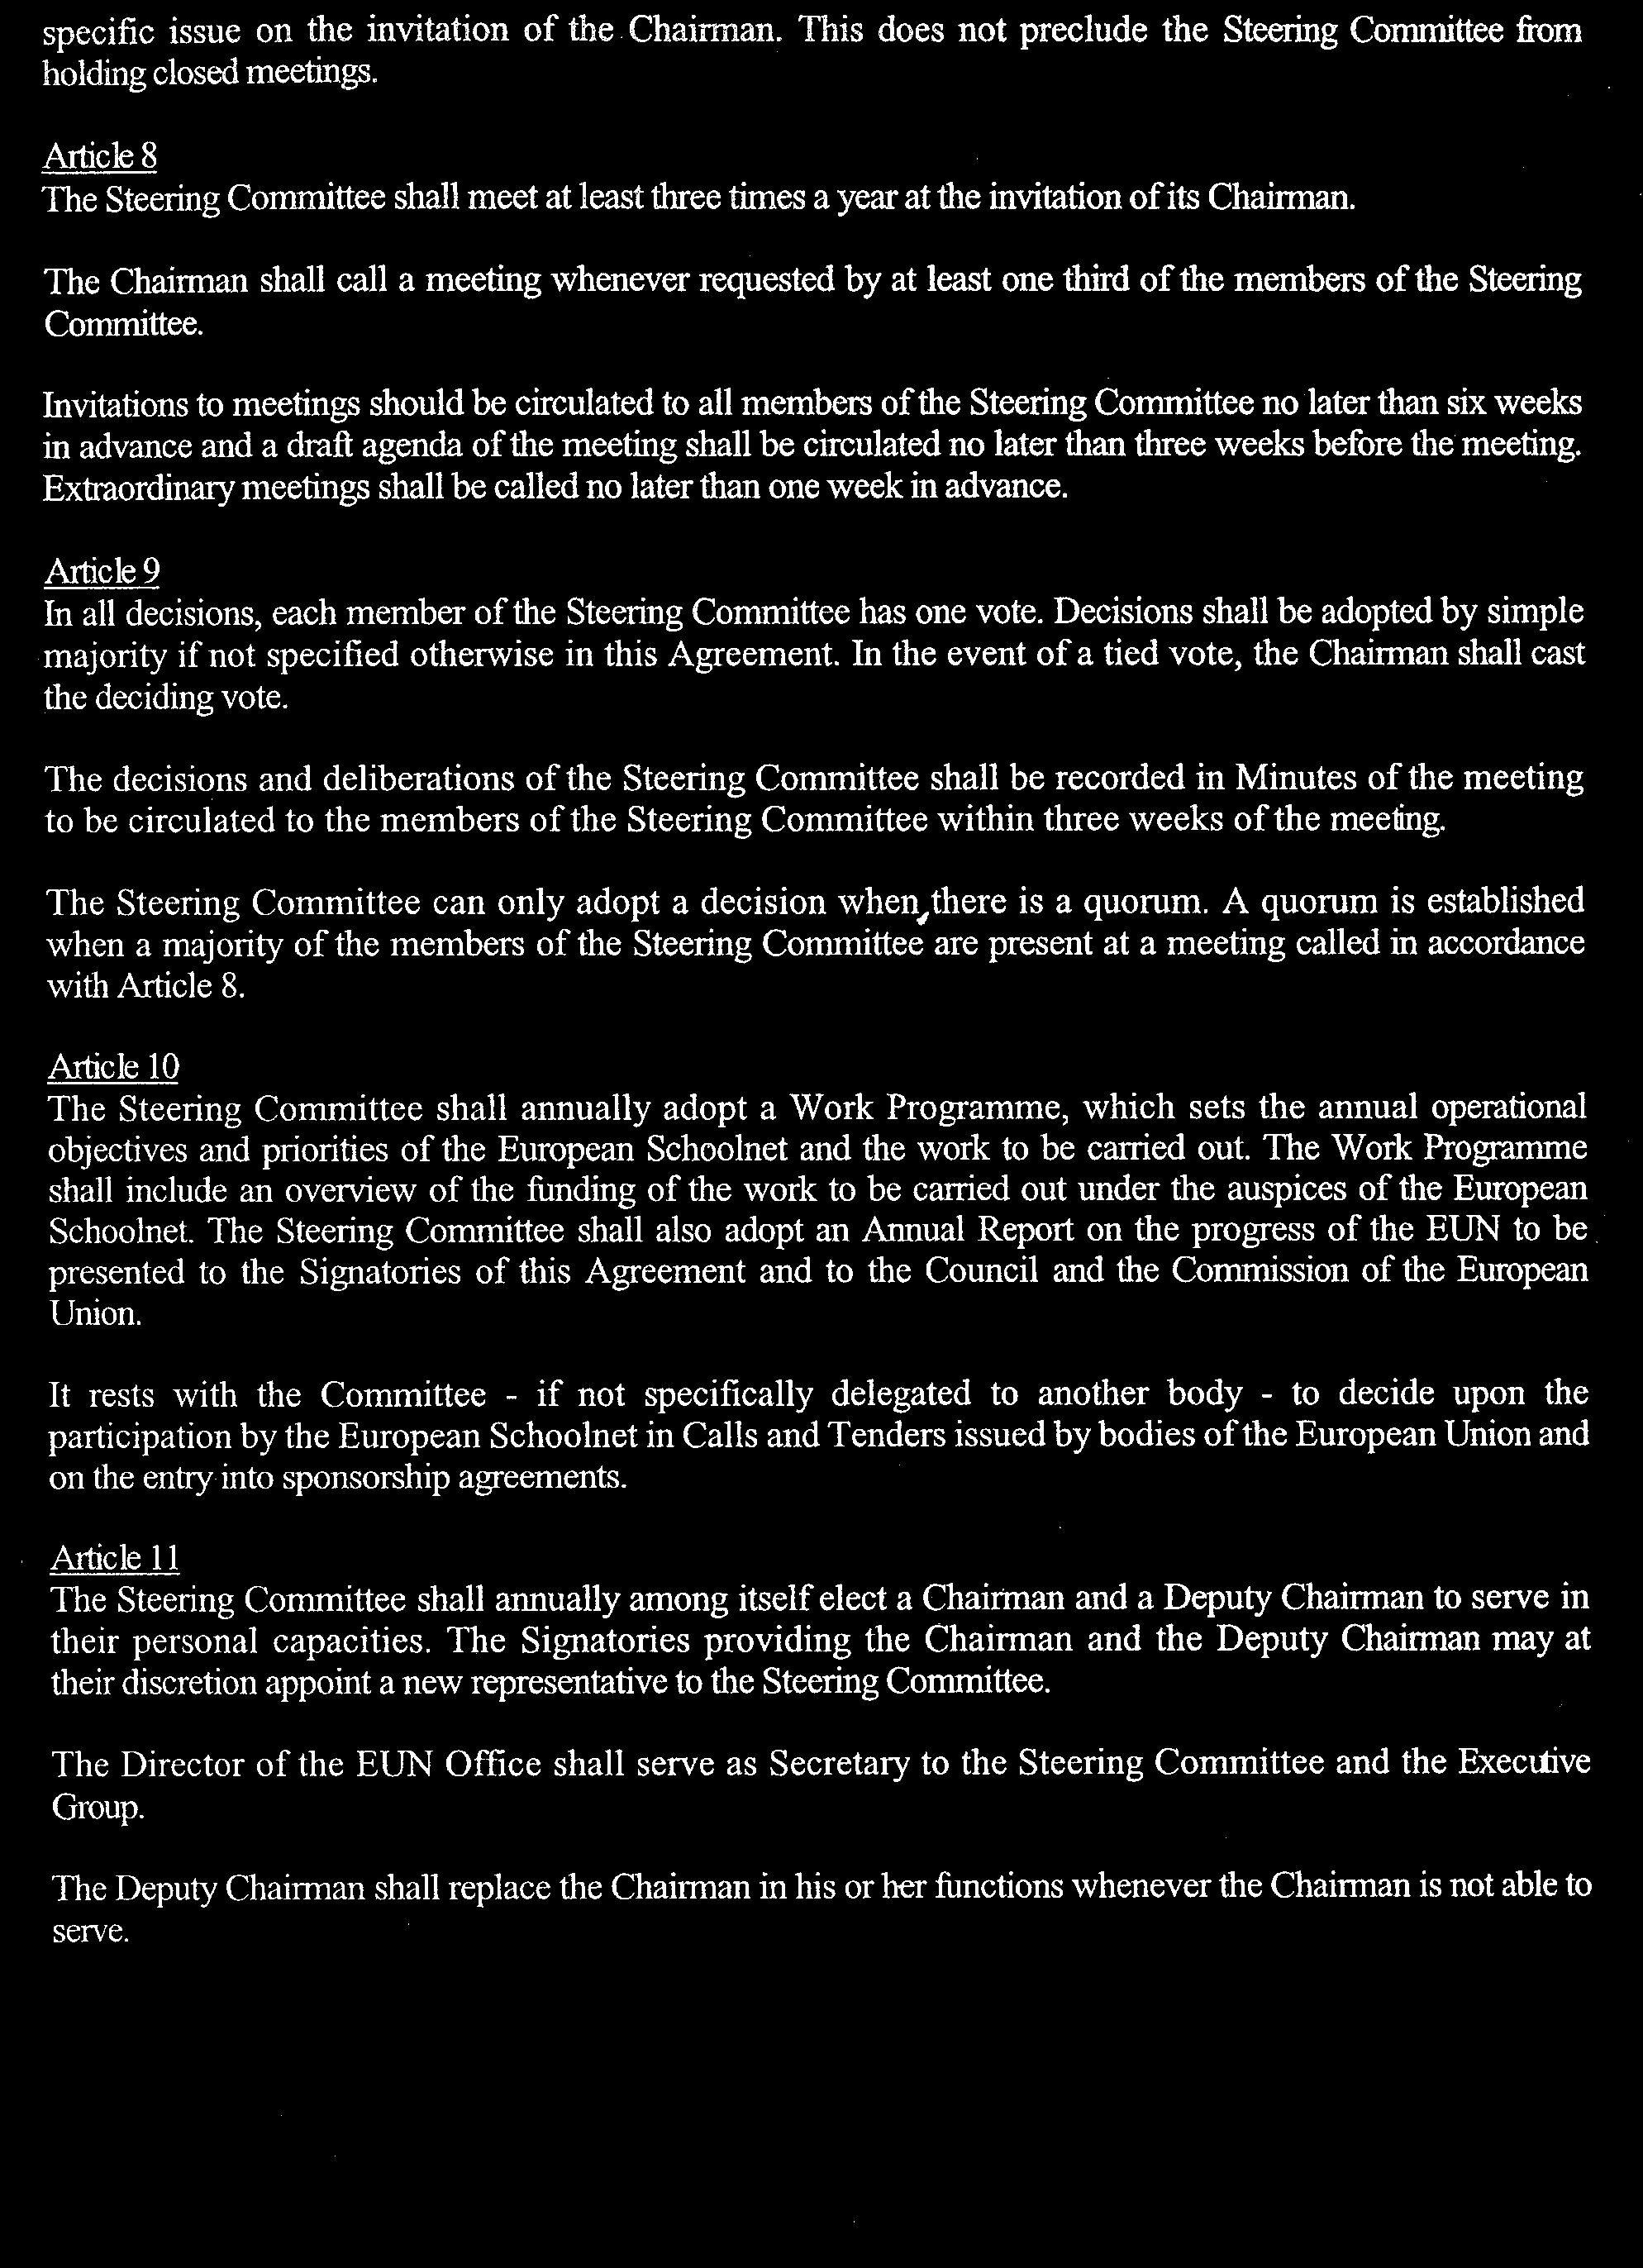 specific issue on the invitation of the Chairman. This does not preclude the Steering Committee from
holding closed meetings.
Article 8
The Steering Committee shall meet at least three times a year at the invitation of its Chairman.
The Chairman shall call a meeting whenever requested by at least one third of the members of the Steering
Committee.
Invitations to meetings should be circulated to all members of the Steering Committee no later than six weeks
in advance and a draft agenda of the meeting shall be circulated no later than three weeks before the meeting.
Extraordinary meetings shall be called no later than one week in advance.
Article 9
In all decisions, each member of the Steering Committee has one vote. Decisions shall be adopted by simple
majority if not specified otherwise in this Agreement. In the event of a tied vote, the Chairman shall cast
the deciding vote.
The decisions and deliberations of the Steering Committee shall be recorded in Minutes of the meeting
to be circulated to the members of the Steering Committee within three weeks of the meeting.
The Steering Committee can only adopt a decision when there is a quorum. A quorum is established
when a majority of the members of the Steering Committee are present at a meeting called in accordance
with Article 8.
Article 10
The Steering Committee shall annually adopt a Work Programme, which sets the annual operational
objectives and priorities of the European Schoolnet and the work to be carried out. The Work Programme
shall include an overview of the funding of the work to be carried out under the auspices of the European
Schoolnet. The Steering Committee shall also adopt an Annual Report on the progress of the EUN to be
presented to the Signatories of this Agreement and to the Council and the Commission of the European
Union.
It rests with the Committee - if not specifically delegated to another body - to decide upon the
participation by the European Schoolnet in Calls and Tenders issued by bodies of the European Union and
on the entry into sponsorship agreements.
Article 11
The Steering Committee shall annually among itself elect a Chairman and a Deputy Chairman to serve in
their personal capacities. The Signatories providing the Chairman and the Deputy Chairman may at
their discretion appoint a new representative to the Steering Committee.
The Director of the EUN Office shall serve as Secretary to the Steering Committee and the Executive
Group.
The Deputy Chairman shall replace the Chairman in his or her functions whenever the Chairman is not able to
serve.